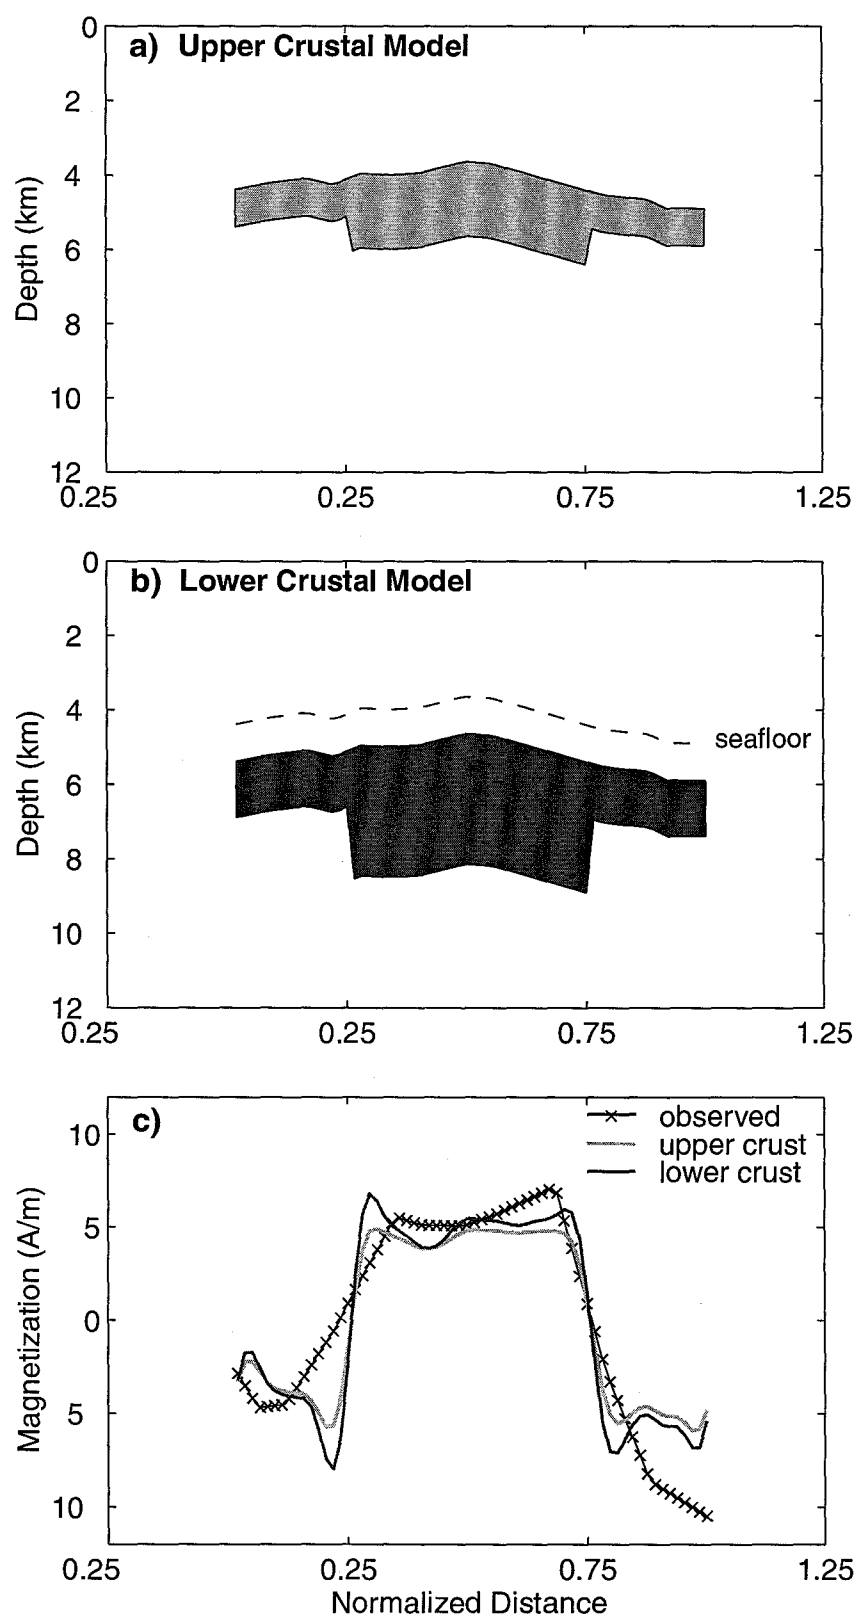 a) Upper Crustal Model
0
2
4
6
8
10
12
Depth (km)
0.25 0.25 0.75 1.25
b) Lower Crustal Model
0
2
4
6
8
10
12
Depth (km)
seafloor
0.25 0.25 0.75 1.25
c)
observed
upper crust
lower crust
10
5
0
5
10
Magnetization (A/m)
0.25 0.25 0.75 1.25
Normalized Distance